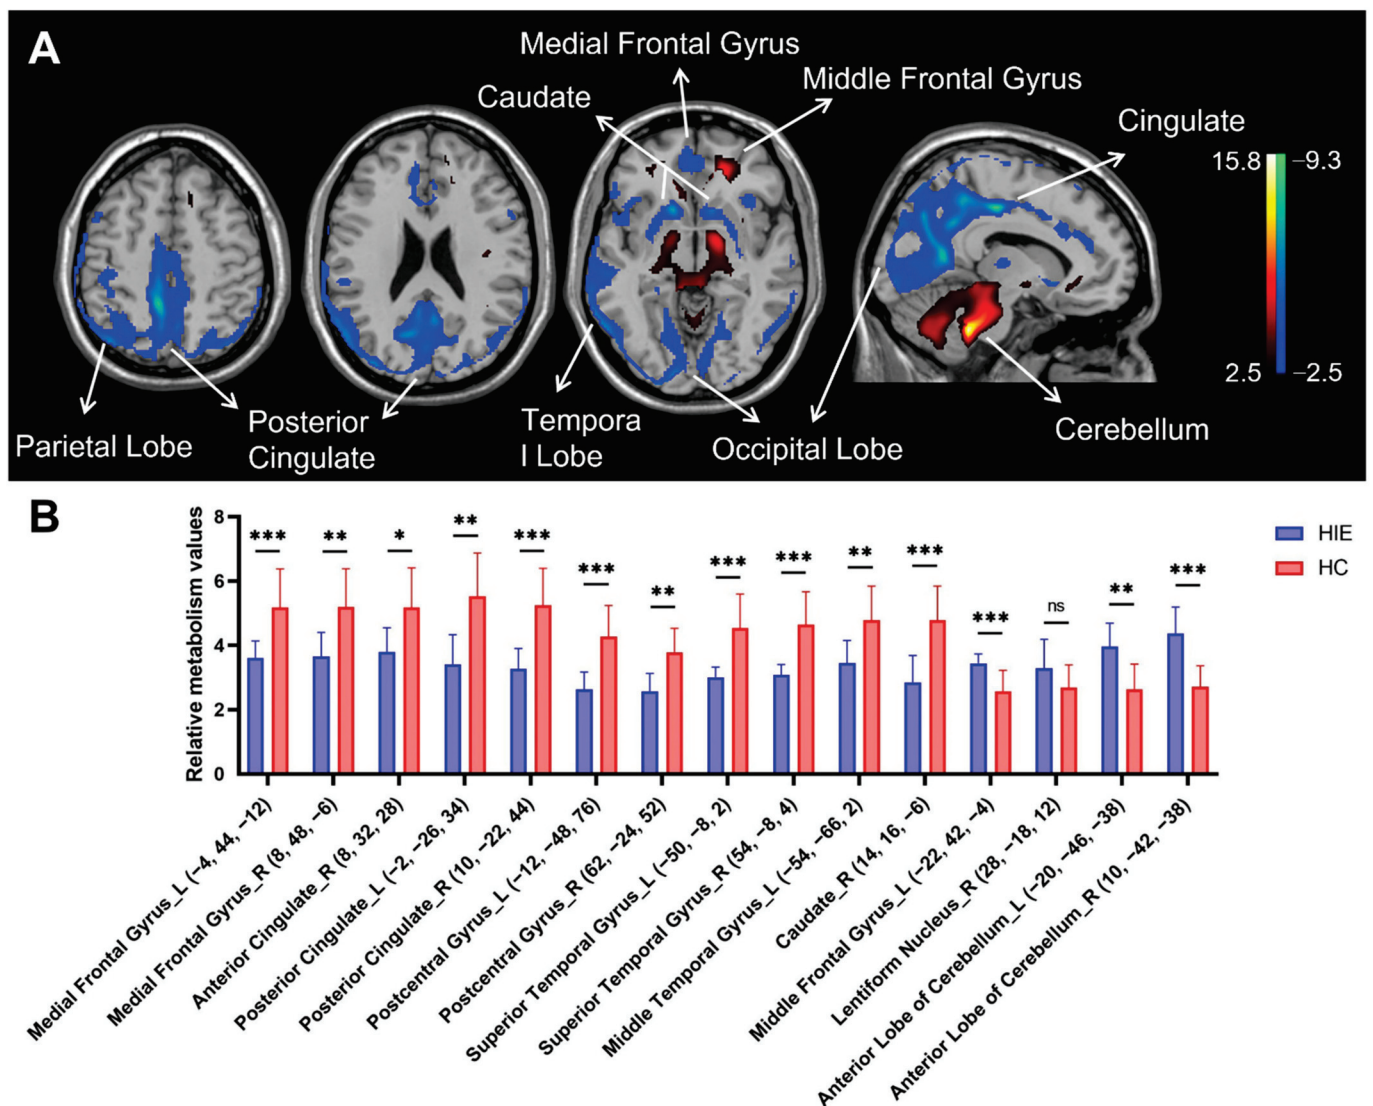 A
Medial Frontal Gyrus
Middle Frontal Gyrus
Caudate
Cingulate
15.8
−9.3
2.5
−2.5
Parietal Lobe
Posterior
Cingulate
Tempora
l Lobe
Occipital Lobe
Cerebellum
B
Relative metabolism values
8
6
4
2
0
***
**
*
**
***
***
**
***
***
**
***
***
ns
**
***
HIE
HC
Medial Frontal Gyrus_L (−4, 44, −12)
Medial Frontal Gyrus_R (8, 48, −6)
Anterior Cingulate_R (8, 32, 28)
Posterior Cingulate_L (−2, −26, 34)
Posterior Cingulate_R (10, −22, 44)
Postcentral Gyrus_L (−12, −48, 76)
Postcentral Gyrus_R (62, −24, 52)
Superior Temporal Gyrus_L (−50, −8, 2)
Superior Temporal Gyrus_R (54, −8, 4)
Middle Temporal Gyrus_L (−54, −66, 2)
Caudate_R (14, 16, −6)
Middle Frontal Gyrus_L (−22, 42, −4)
Lentiform Nucleus_R (28, −18, 12)
Anterior Lobe of Cerebellum_L (−20, −46, −38)
Anterior Lobe of Cerebellum_R (10, −42, −38)